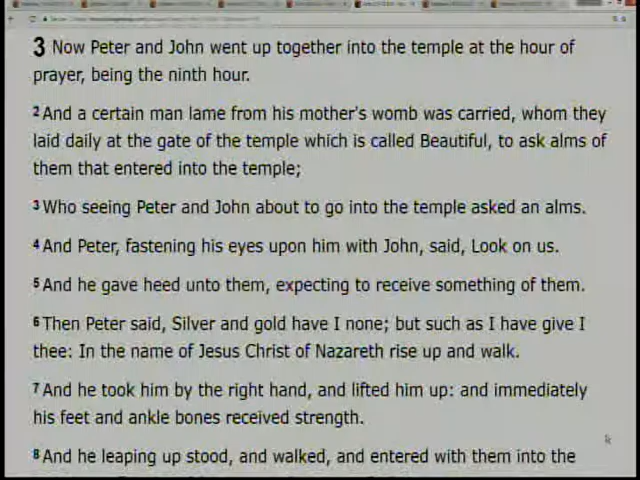 3 Now Peter and John went up together into the temple at the hour of
prayer, being the ninth hour.
2 And a certain man lame from his mother's womb was carried, whom they
laid daily at the gate of the temple which is called Beautiful, to ask alms of
them that entered into the temple;
3 Who seeing Peter and John about to go into the temple asked an alms.
4 And Peter, fastening his eyes upon him with John, said, Look on us.
5 And he gave heed unto them, expecting to receive something of them.
6 Then Peter said, Silver and gold have I none; but such as I have give I
thee: In the name of Jesus Christ of Nazareth rise up and walk.
7 And he took him by the right hand, and lifted him up: and immediately
his feet and ankle bones received strength.
8 And he leaping up stood, and walked, and entered with them into the